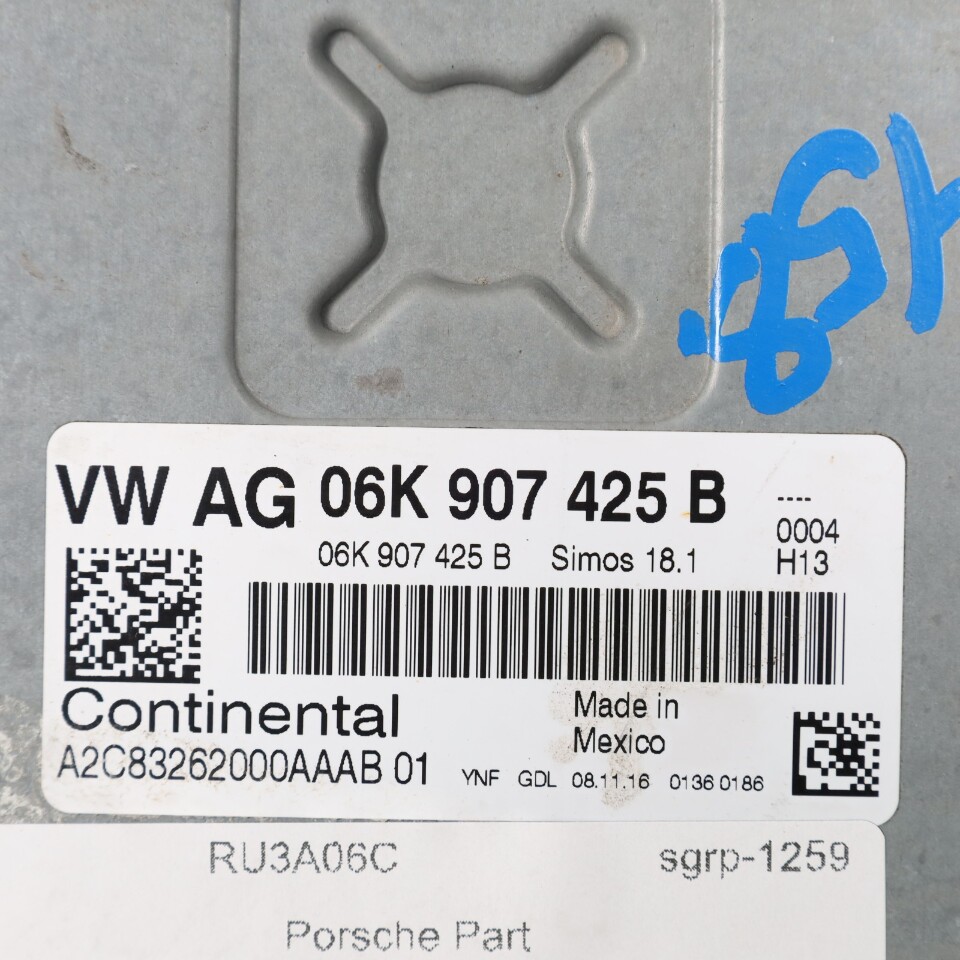 VW AG 06K 907 425 B
----
0004
06K 907 425 B Simos 18.1
H13
Continental
Made in
Mexico
A2C83262000AAAB 01
YNF GDL 08.11.16 0136 0186
RU3A06C sgrp-1259
Porsche Part